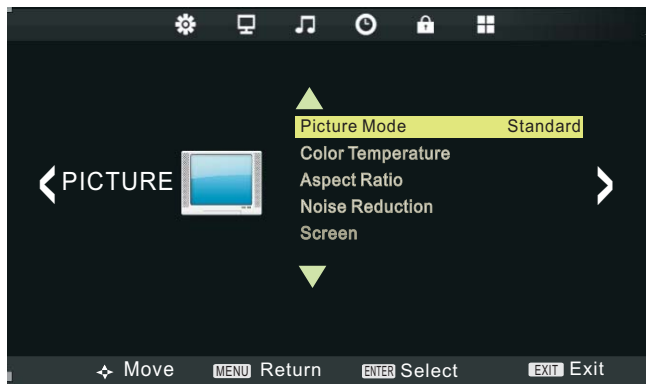 PICTURE
Picture Mode Standard
Color Temperature
Aspect Ratio
Noise Reduction
Screen
Move MENU Return ENTER Select EXIT Exit